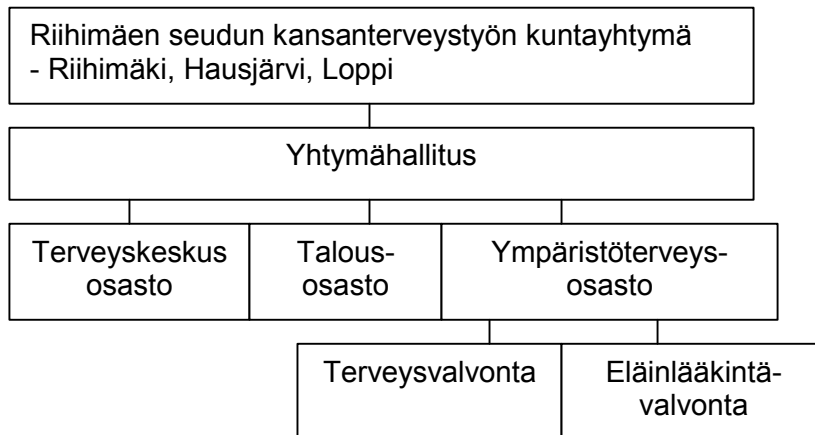 Riihimäen seudun kansanterveystyön kuntayhtymä
- Riihimäki, Hausjärvi, Loppi
Yhtymähallitus
Terveyskeskus
osasto
Talous-
osasto
Ympäristöterveys-
osasto
Terveysvalvonta
Eläinlääkintä-
valvonta